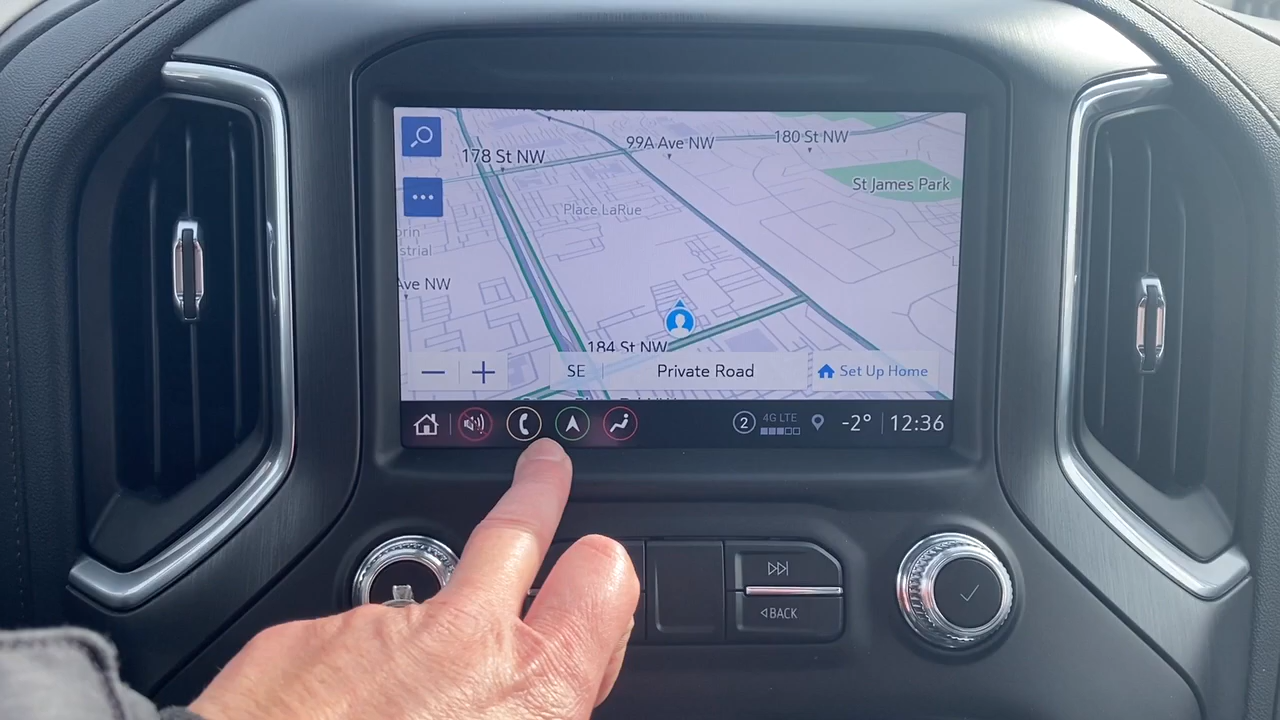 99A Ave NW
180 St NW
178 St NW
St James Park
Place LaRue
Ave NW
184 St NW
SE
Private Road
Set Up Home
2
4G LTE
-2°
12:36
BACK